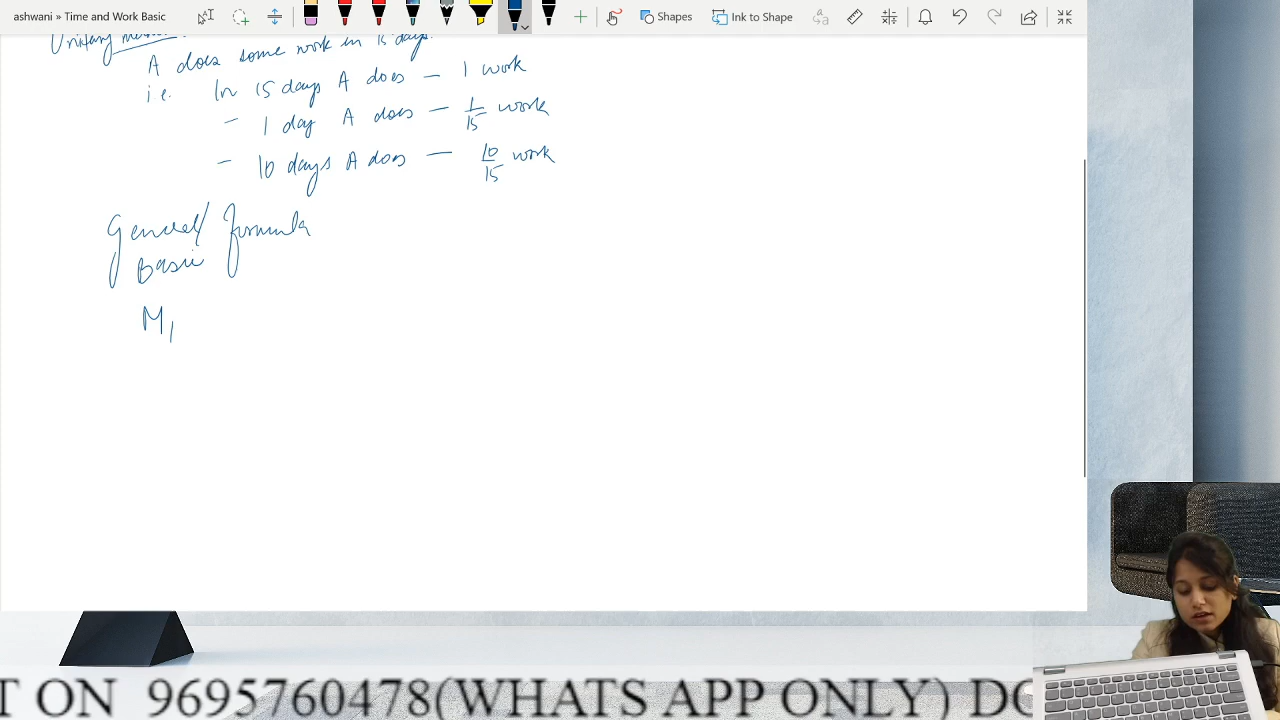 ashwani » Time and Work Basic
Shapes
Ink to Shape
Unitary method
A does some work in 15 days.
i.e. In 15 days A does — 1 work
– 1 day A does — 1/15 work
– 10 days A does — 10/15 work
General/ formula
Basic
M1
T ON 9695760478(WHATS APP ONLY) DO